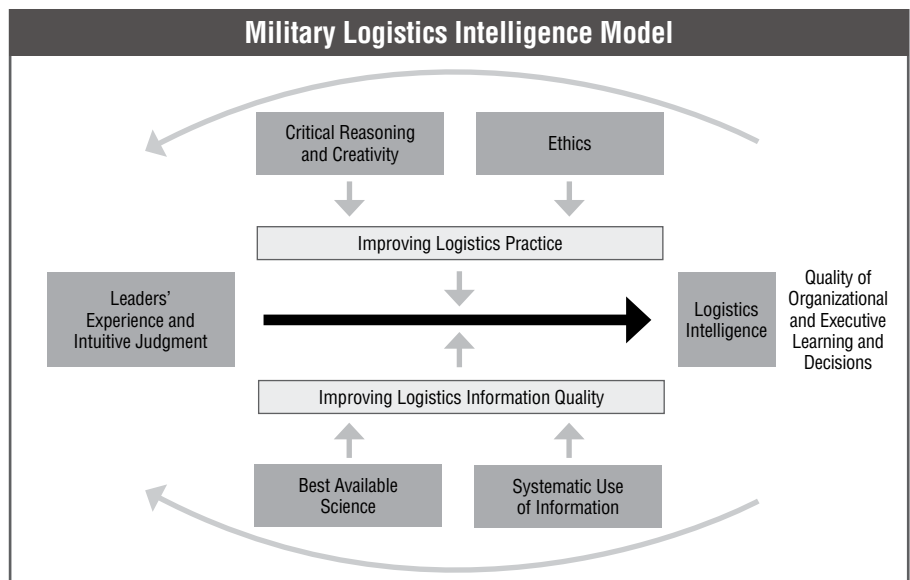 Military Logistics Intelligence Model
Critical Reasoning
and Creativity
Ethics
Improving Logistics Practice
Leaders’
Experience and
Intuitive Judgment
Logistics
Intelligence
Quality of
Organizational
and Executive
Learning and
Decisions
Improving Logistics Information Quality
Best Available
Science
Systematic Use
of Information